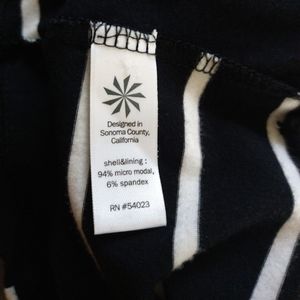 Designed in
Sonoma County,
California
shell&lining :
94% micro modal,
6% spandex
RN #54023